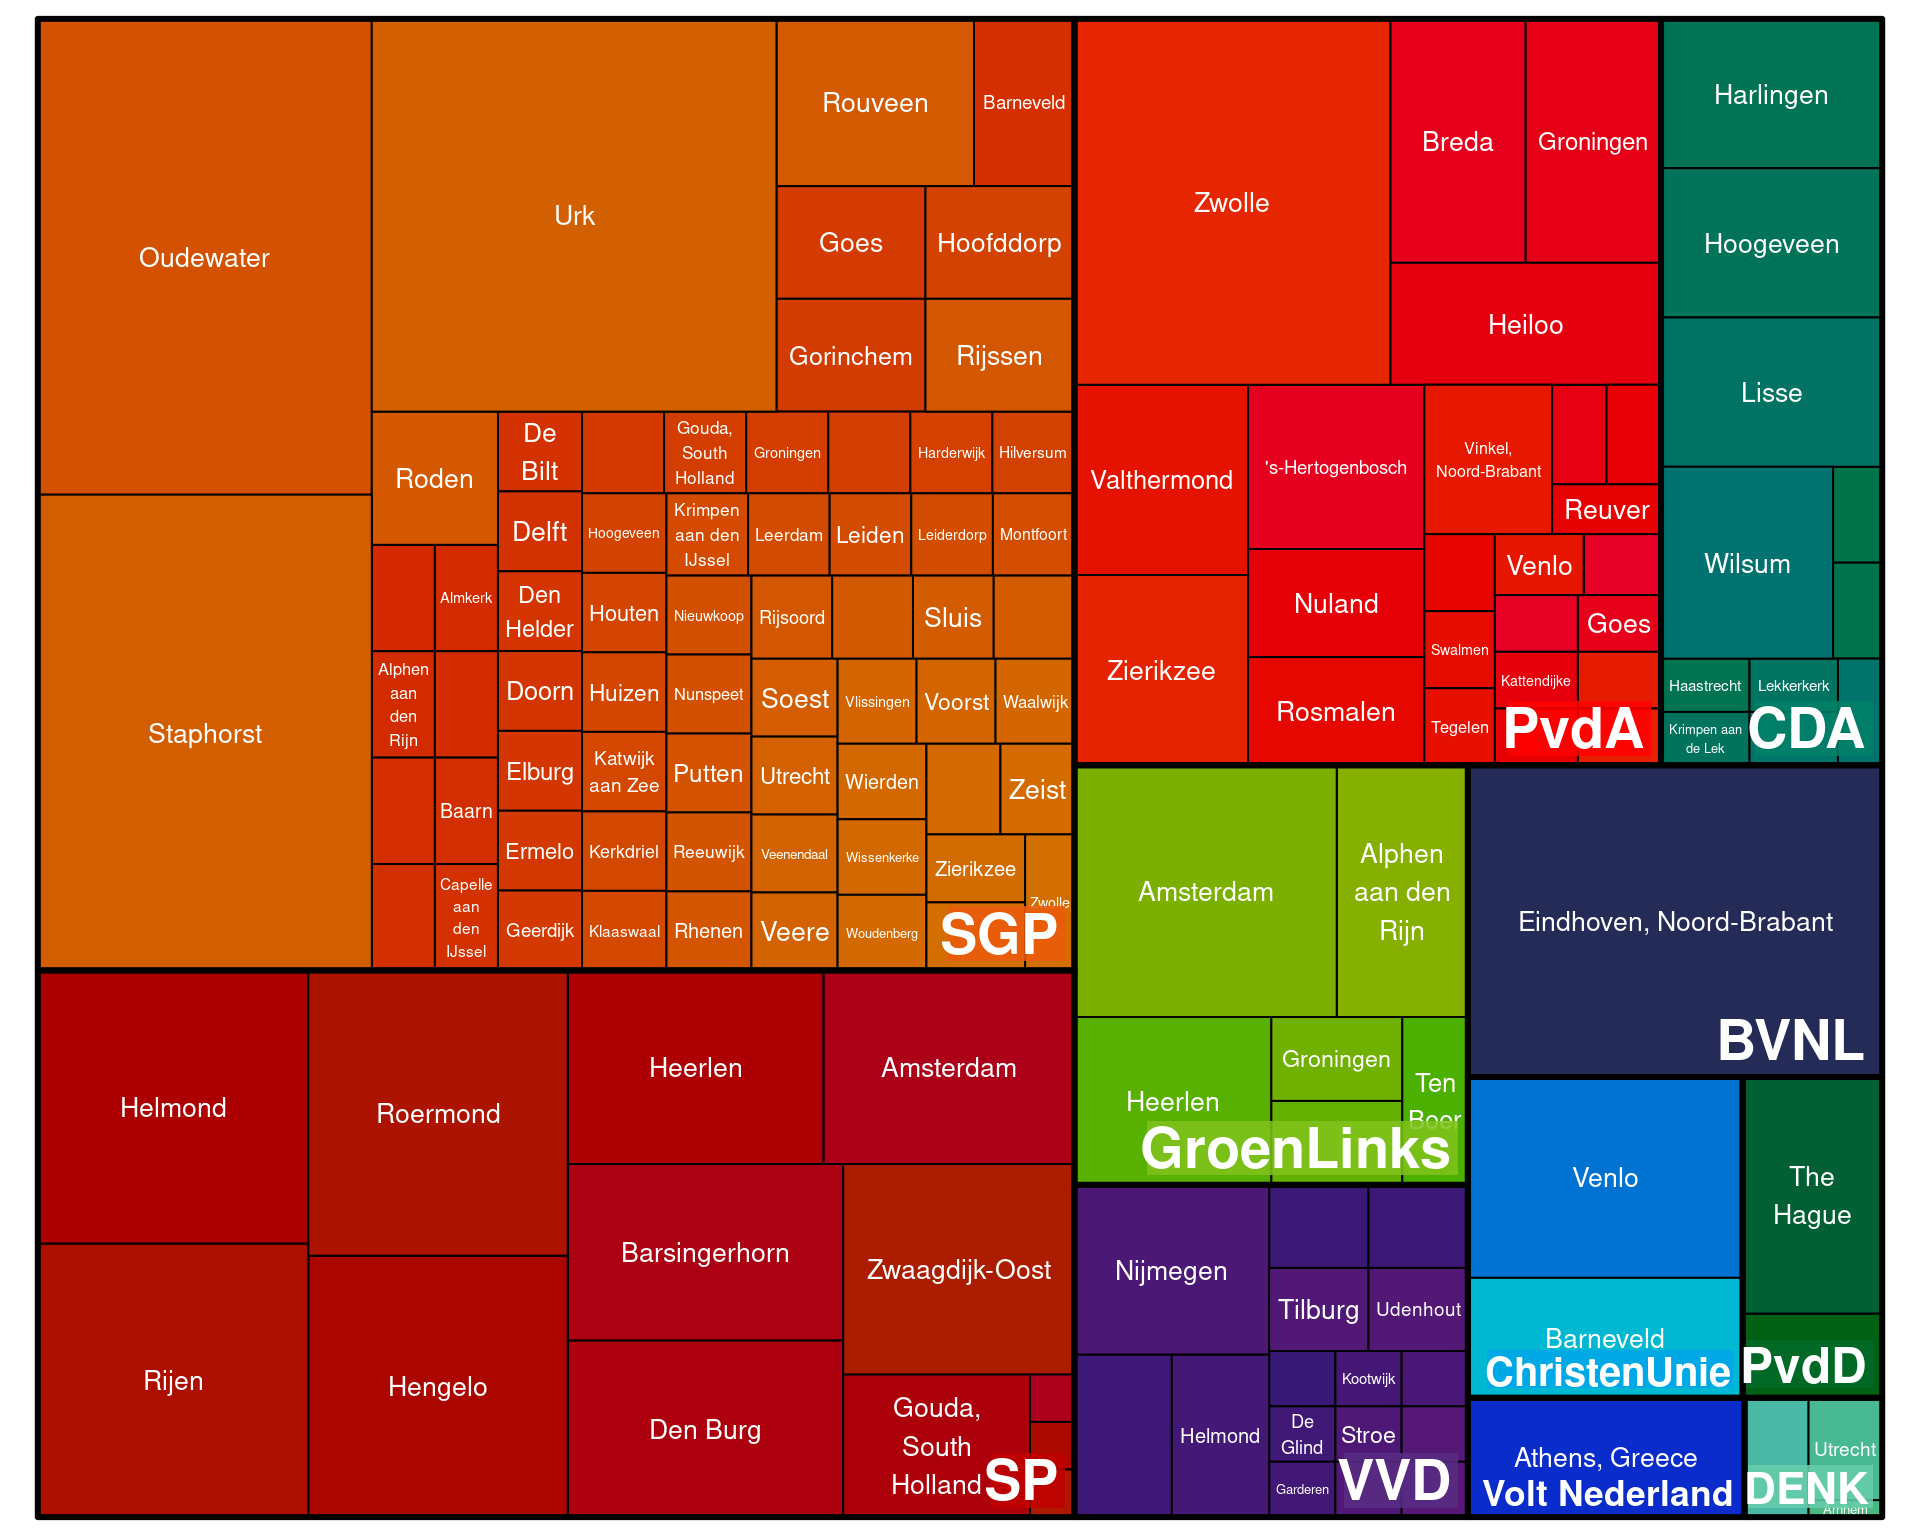 Oudewater
Staphorst
Urk
Rouveen
Barneveld
Goes
Hoofddorp
Gorinchem
Rijssen
Roden
Almkerk
Alphen
aan
den
Rijn
Baarn
Capelle
aan
den
IJssel
De
Bilt
Delft
Den
Helder
Doorn
Elburg
Ermelo
Geerdijk
Gouda,
South
Holland
Groningen
Harderwijk
Hilversum
Hoogeveen
Houten
Huizen
Katwijk
aan Zee
Kerkdriel
Klaaswaal
Krimpen
aan den
IJssel
Leerdam
Leiden
Leiderdorp
Montfoort
Nieuwkoop
Nunspeet
Putten
Reeuwijk
Rhenen
Rijsoord
Sluis
Soest
Utrecht
Veenendaal
Veere
Vlissingen
Voorst
Waalwijk
Wierden
Wissenkerke
Woudenberg
Zeist
Zierikzee
Zwolle
SGP
Helmond
Rijen
Roermond
Hengelo
Heerlen
Amsterdam
Barsingerhorn
Den Burg
Zwaagdijk-Oost
Gouda,
South
Holland
SP
Zwolle
Breda
Groningen
Heiloo
Valthermond
Zierikzee
's-Hertogenbosch
Nuland
Rosmalen
Vinkel,
Noord-Brabant
Reuver
Swalmen
Tegelen
Venlo
Goes
Kattendijke
PvdA
Harlingen
Hoogeveen
Lisse
Wilsum
Haastrecht
Lekkerkerk
Krimpen aan
de Lek
CDA
Amsterdam
Alphen
aan den
Rijn
Heerlen
Groningen
Ten
Boer
GroenLinks
Eindhoven, Noord-Brabant
BVNL
Nijmegen
Helmond
Tilburg
Udenhout
Kootwijk
De
Glind
Stroe
Garderen
VVD
Venlo
Barneveld
ChristenUnie
The
Hague
PvdD
Athens, Greece
Volt Nederland
Utrecht
Arnhem
DENK